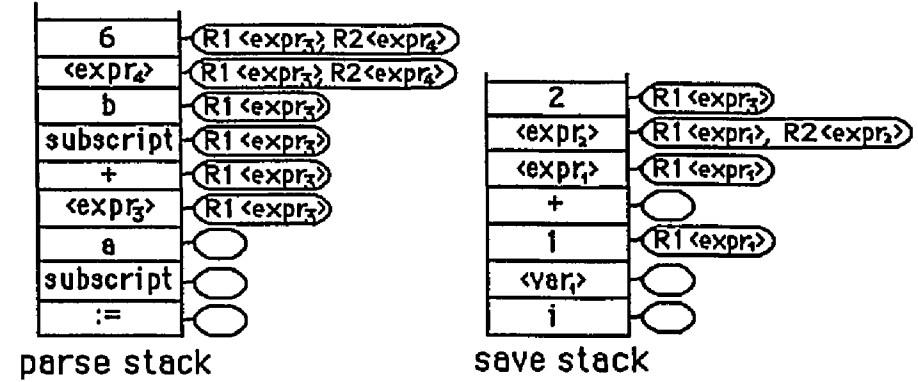 6 R1<expr₃>, R2<expr₄>
<expr₄> R1<expr₃>, R2<expr₄>
b R1<expr₃>
subscript R1<expr₃>
+ R1<expr₃>
<expr₃> R1<expr₃>
a
subscript
:=
parse stack
2 R1<expr₃>
<expr₂> R1<expr₁>, R2<expr₂>
<expr₁> R1<expr₁>
+
1 R1<expr₁>
<var₁>
i
save stack